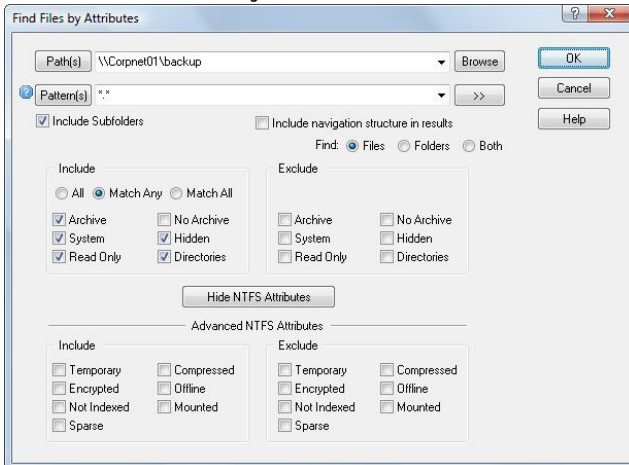 Find Files by Attributes
Path(s) \\Corpnet01\backup Browse OK
Pattern(s) *.* >> Cancel
Include Subfolders Include navigation structure in results Help
Find: Files Folders Both
Include Exclude
All Match Any Match All
Archive No Archive Archive No Archive
System Hidden System Hidden
Read Only Directories Read Only Directories
Hide NTFS Attributes
Advanced NTFS Attributes
Include Exclude
Temporary Compressed Temporary Compressed
Encrypted Offline Encrypted Offline
Not Indexed Mounted Not Indexed Mounted
Sparse Sparse